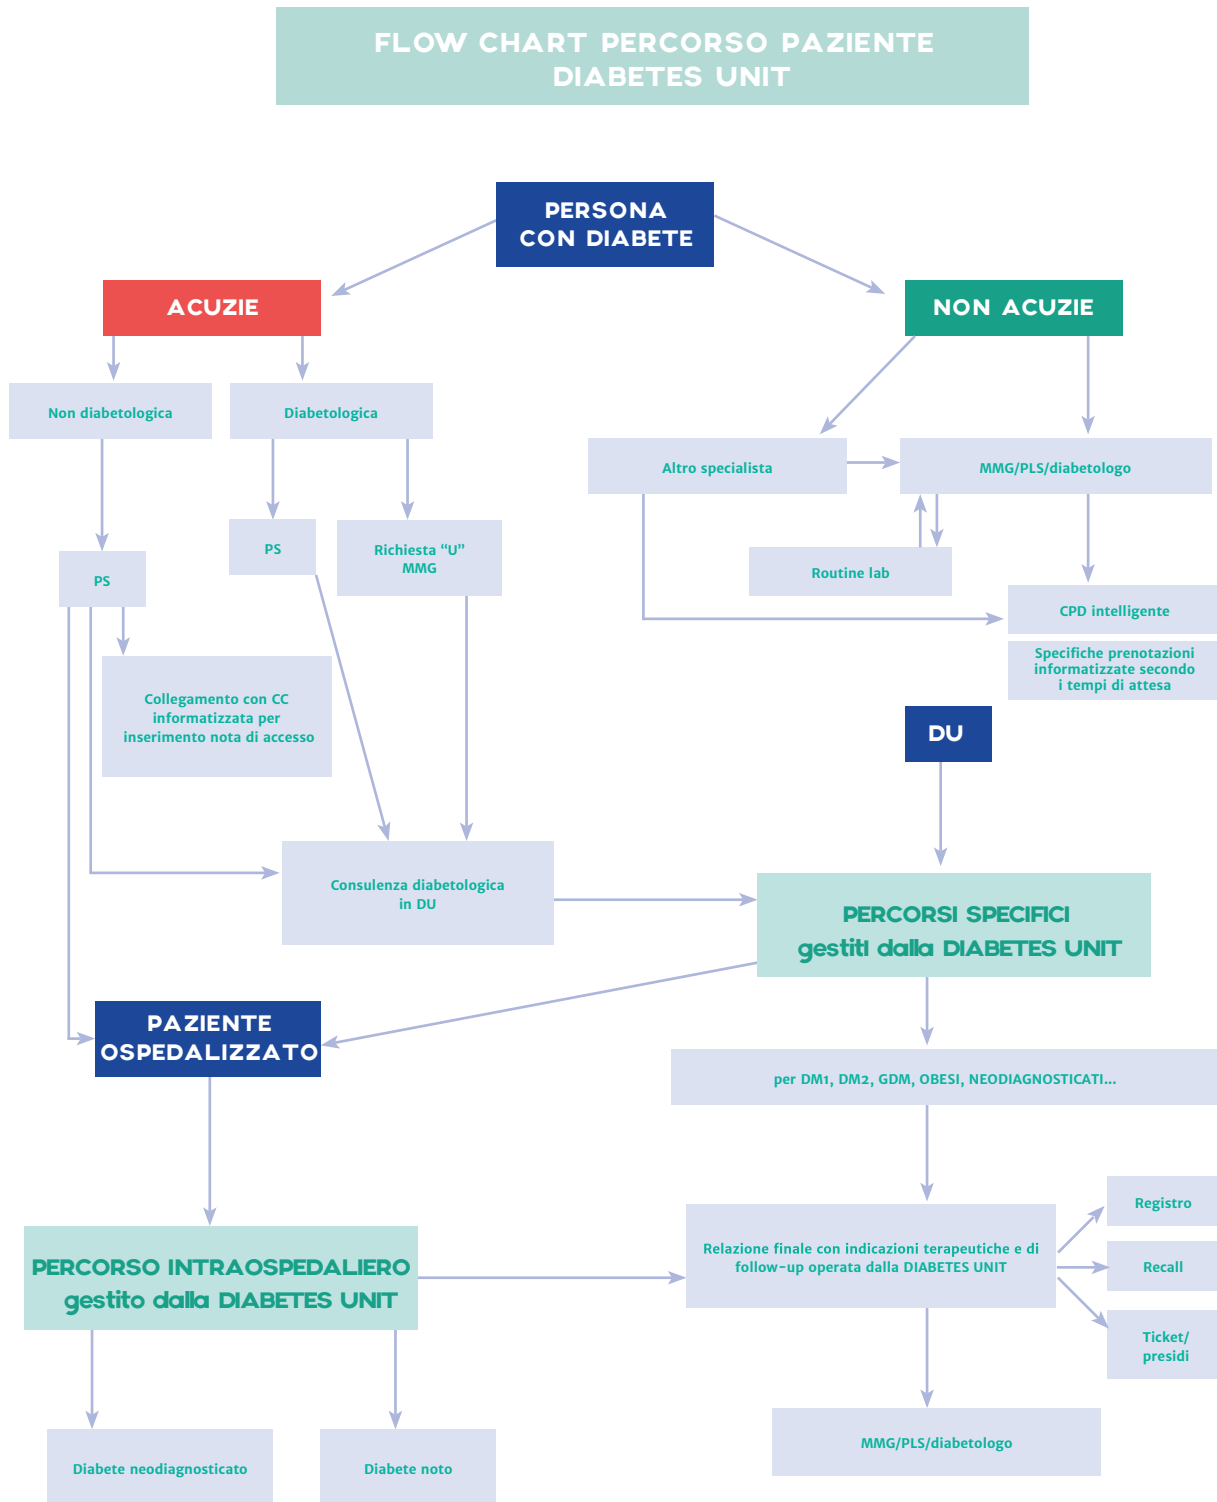 FLOW CHART PERCORSO PAZIENTE
DIABETES UNIT
PERSONA
CON DIABETE
ACUZIE
NON ACUZIE
Non diabetologica
Diabetologica
Altro specialista
MMG/PLS/diabetologo
PS
Richiesta “U”
MMG
PS
Routine lab
CPD intelligente
Specifiche prenotazioni
informatizzate secondo
i tempi di attesa
Collegamento con CC
informatizzata per
inserimento nota di accesso
DU
Consulenza diabetologica
in DU
PERCORSI SPECIFICI
gestitI dalla DIABETES UNIT
PAZIENTE
OSPEDALIZZATO
per DM1, DM2, GDM, OBESI, NEODIAGNOSTICATI...
Registro
Relazione finale con indicazioni terapeutiche e di
follow-up operata dalla DIABETES UNIT
Recall
PERCORSO INTRAOSPEDALIERO
gestito dalla DIABETES UNIT
Ticket/
presidi
MMG/PLS/diabetologo
Diabete neodiagnosticato
Diabete noto